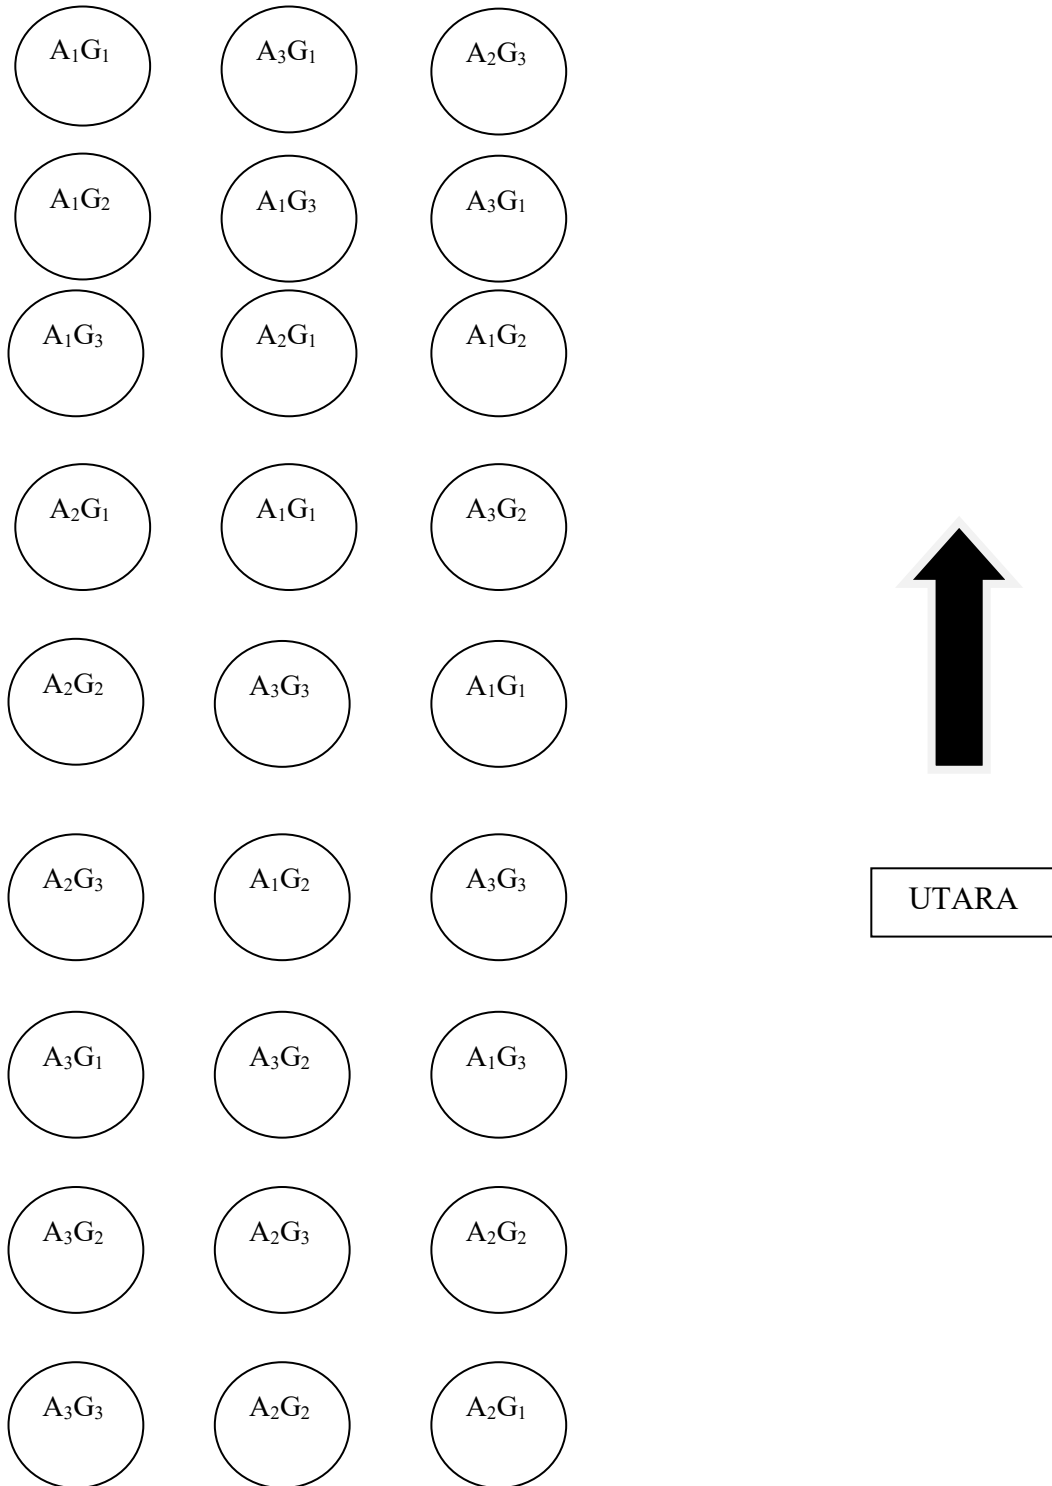 A₁G₁ A₃G₁ A₂G₃
A₁G₂ A₁G₃ A₃G₁
A₁G₃ A₂G₁ A₁G₂
A₂G₁ A₁G₁ A₃G₂
A₂G₂ A₃G₃ A₁G₁
A₂G₃ A₁G₂ A₃G₃
UTARA
A₃G₁ A₃G₂ A₁G₃
A₃G₂ A₂G₃ A₂G₂
A₃G₃ A₂G₂ A₂G₁